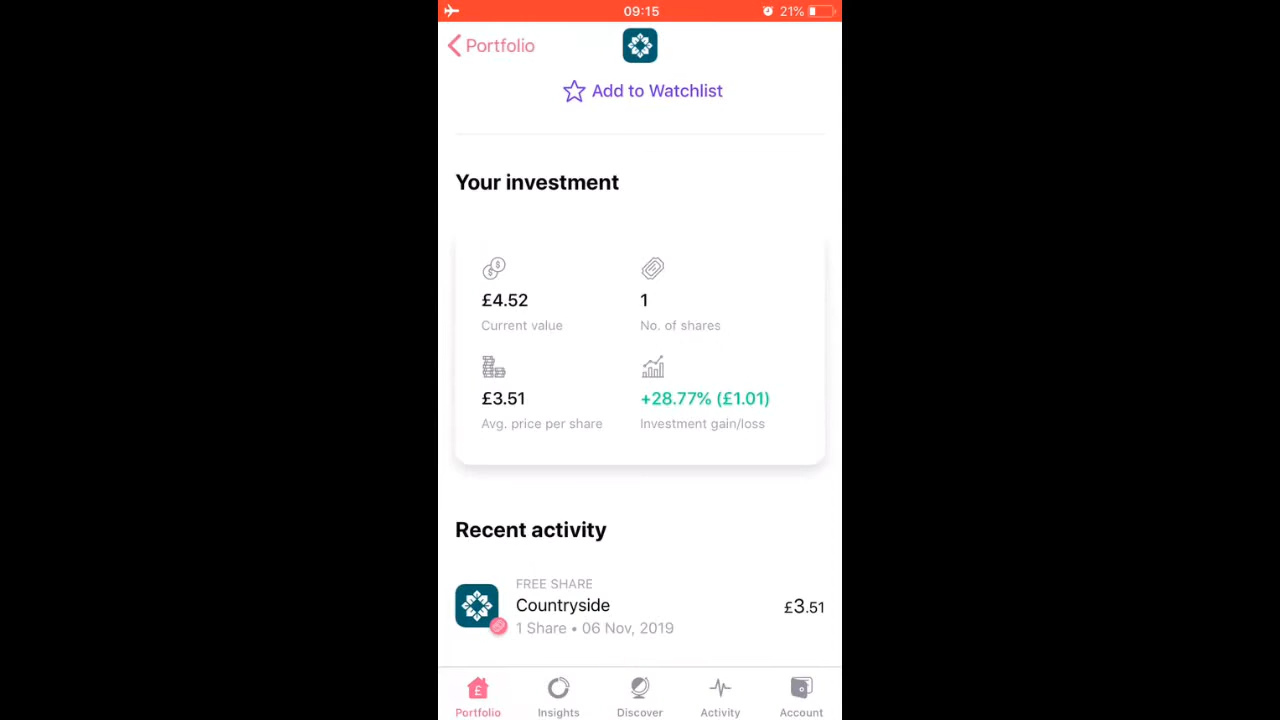 09:15
21%
Portfolio
Add to Watchlist
Your investment
£4.52
Current value
1
No. of shares
£3.51
Avg. price per share
+28.77% (£1.01)
Investment gain/loss
Recent activity
FREE SHARE
Countryside
£3.51
1 Share • 06 Nov, 2019
Portfolio
Insights
Discover
Activity
Account